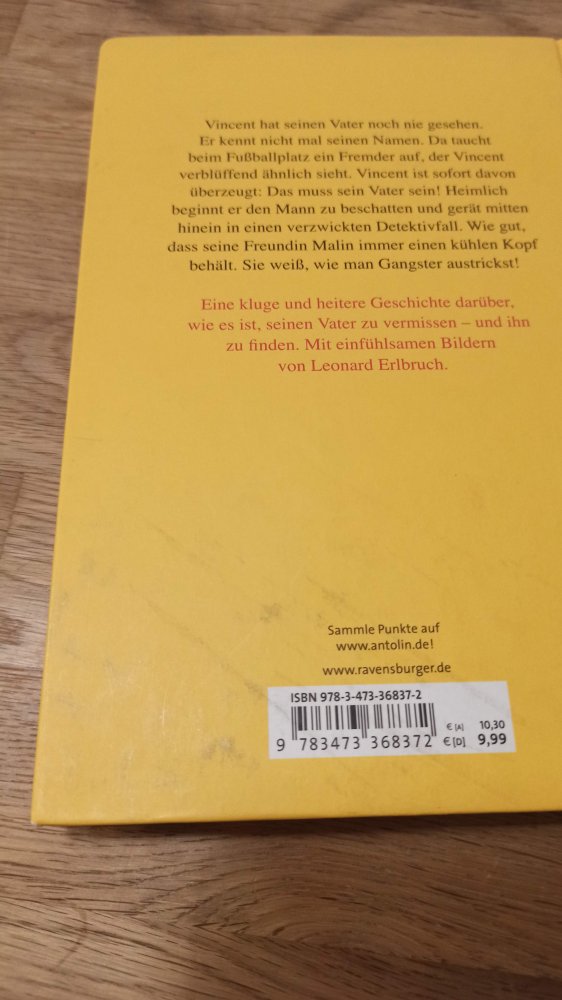 Vincent hat seinen Vater noch nie gesehen.
Er kennt nicht mal seinen Namen. Da taucht
beim Fußballplatz ein Fremder auf, der Vincent
verblüffend ähnlich sieht. Vincent ist sofort davon
überzeugt: Das muss sein Vater sein! Heimlich
beginnt er den Mann zu beschatten und gerät mitten
hinein in einen verzwickten Detektivfall. Wie gut,
dass seine Freundin Malin immer einen kühlen Kopf
behält. Sie weiß, wie man Gangster austrickst!
Eine kluge und heitere Geschichte darüber,
wie es ist, seinen Vater zu vermissen – und ihn
zu finden. Mit einfühlsamen Bildern
von Leonard Erlbruch.
Sammle Punkte auf
www.antolin.de!
www.ravensburger.de
ISBN 978-3-473-36837-2
€ [A] 10,30
9 783473 368372 € [D] 9,99